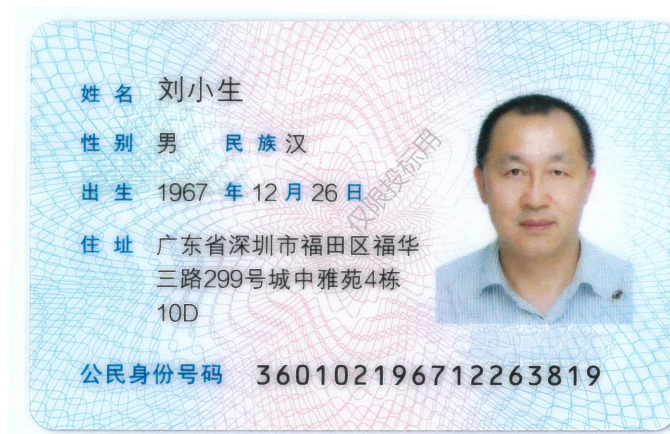 姓名 刘小生
性别 男 民族 汉
出生 1967 年 12 月 26 日
仅限投标用
住址 广东省深圳市福田区福华
三路299号城中雅苑4栋
10D
公民身份号码 360102196712263819